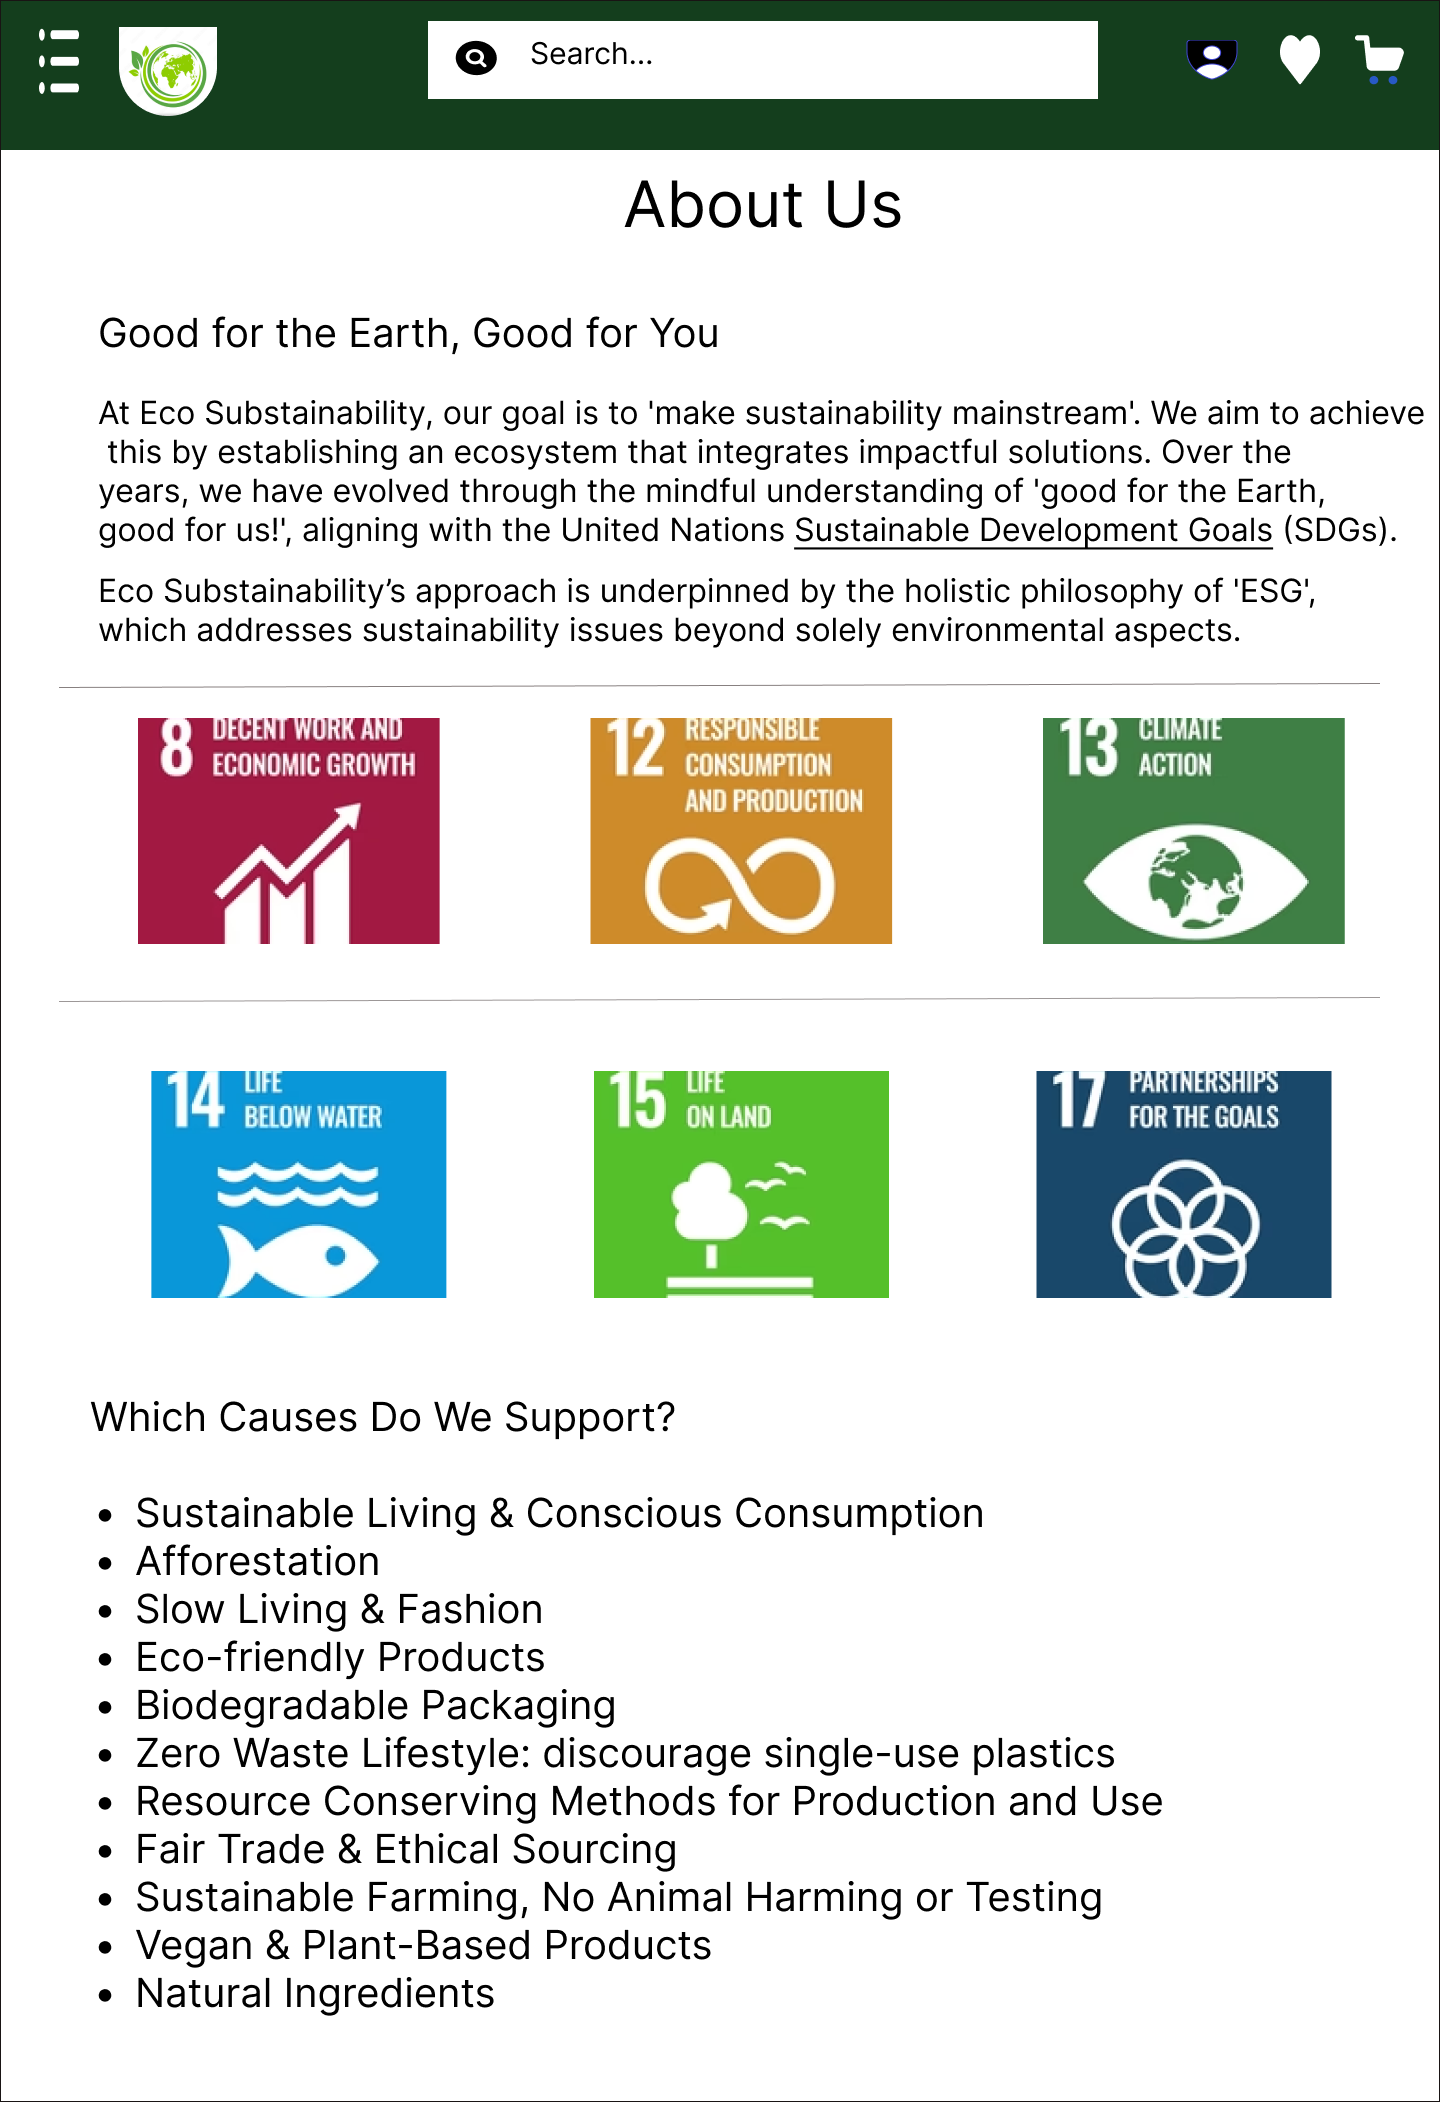 Search...
About Us
Good for the Earth, Good for You
At Eco Substainability, our goal is to 'make sustainability mainstream'. We aim to achieve
this by establishing an ecosystem that integrates impactful solutions. Over the
years, we have evolved through the mindful understanding of 'good for the Earth,
good for us!', aligning with the United Nations Sustainable Development Goals (SDGs).
Eco Substainability’s approach is underpinned by the holistic philosophy of 'ESG',
which addresses sustainability issues beyond solely environmental aspects.
8 DECENT WORK AND
ECONOMIC GROWTH
12 RESPONSIBLE
CONSUMPTION
AND PRODUCTION
13 CLIMATE
ACTION
14 LIFE
BELOW WATER
15 LIFE
ON LAND
17 PARTNERSHIPS
FOR THE GOALS
Which Causes Do We Support?
• Sustainable Living & Conscious Consumption
• Afforestation
• Slow Living & Fashion
• Eco-friendly Products
• Biodegradable Packaging
• Zero Waste Lifestyle: discourage single-use plastics
• Resource Conserving Methods for Production and Use
• Fair Trade & Ethical Sourcing
• Sustainable Farming, No Animal Harming or Testing
• Vegan & Plant-Based Products
• Natural Ingredients